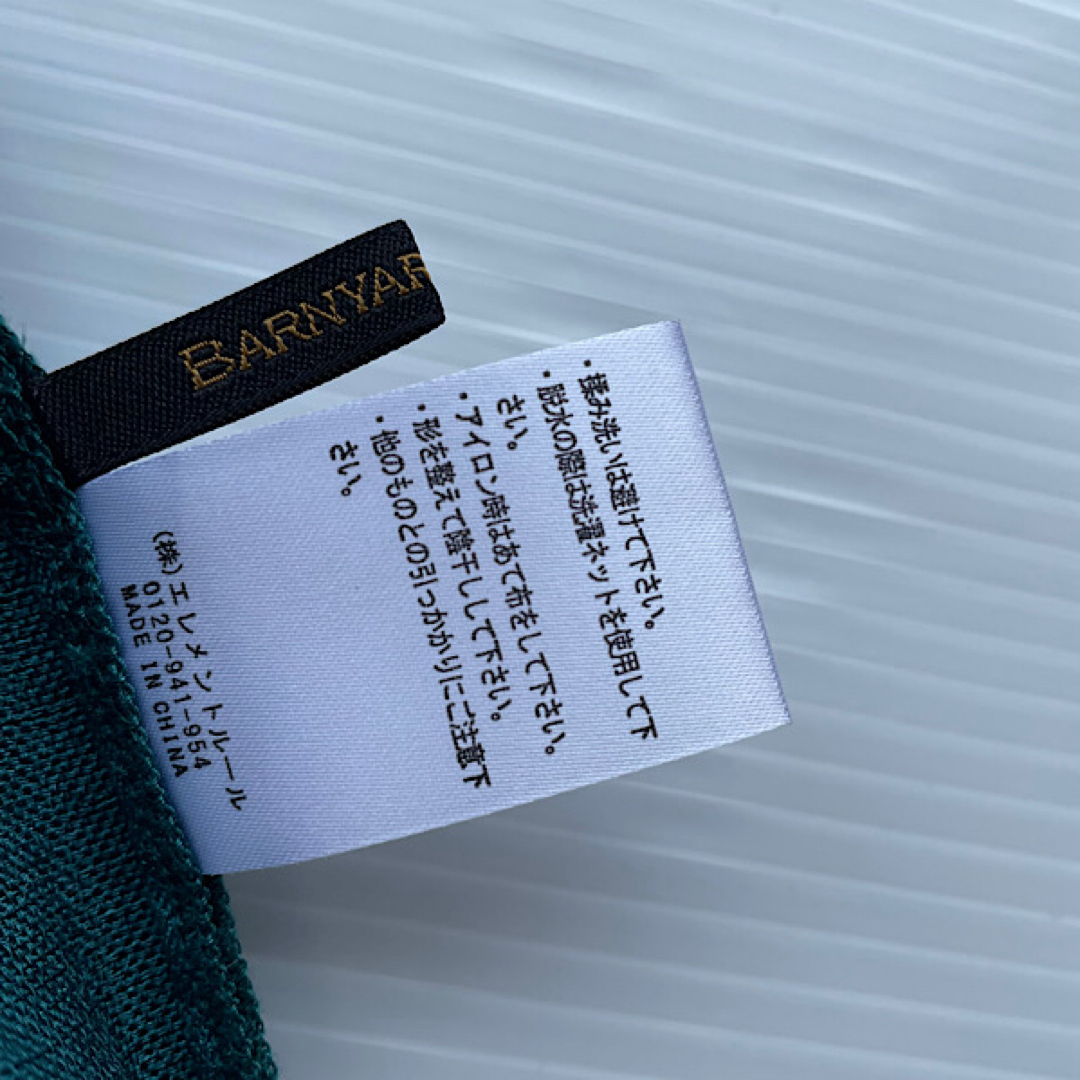 BARNYAR
・揉み洗いは避けて下さい。
・脱水の際は洗濯ネットを使用して下
さい。
・アイロン時はあて布をして下さい。
・形を整えて陰干しして下さい。
・他のものとの引っかかりにご注意下
さい。
(株)エレメントルール
0120-941-954
MADE IN CHINA